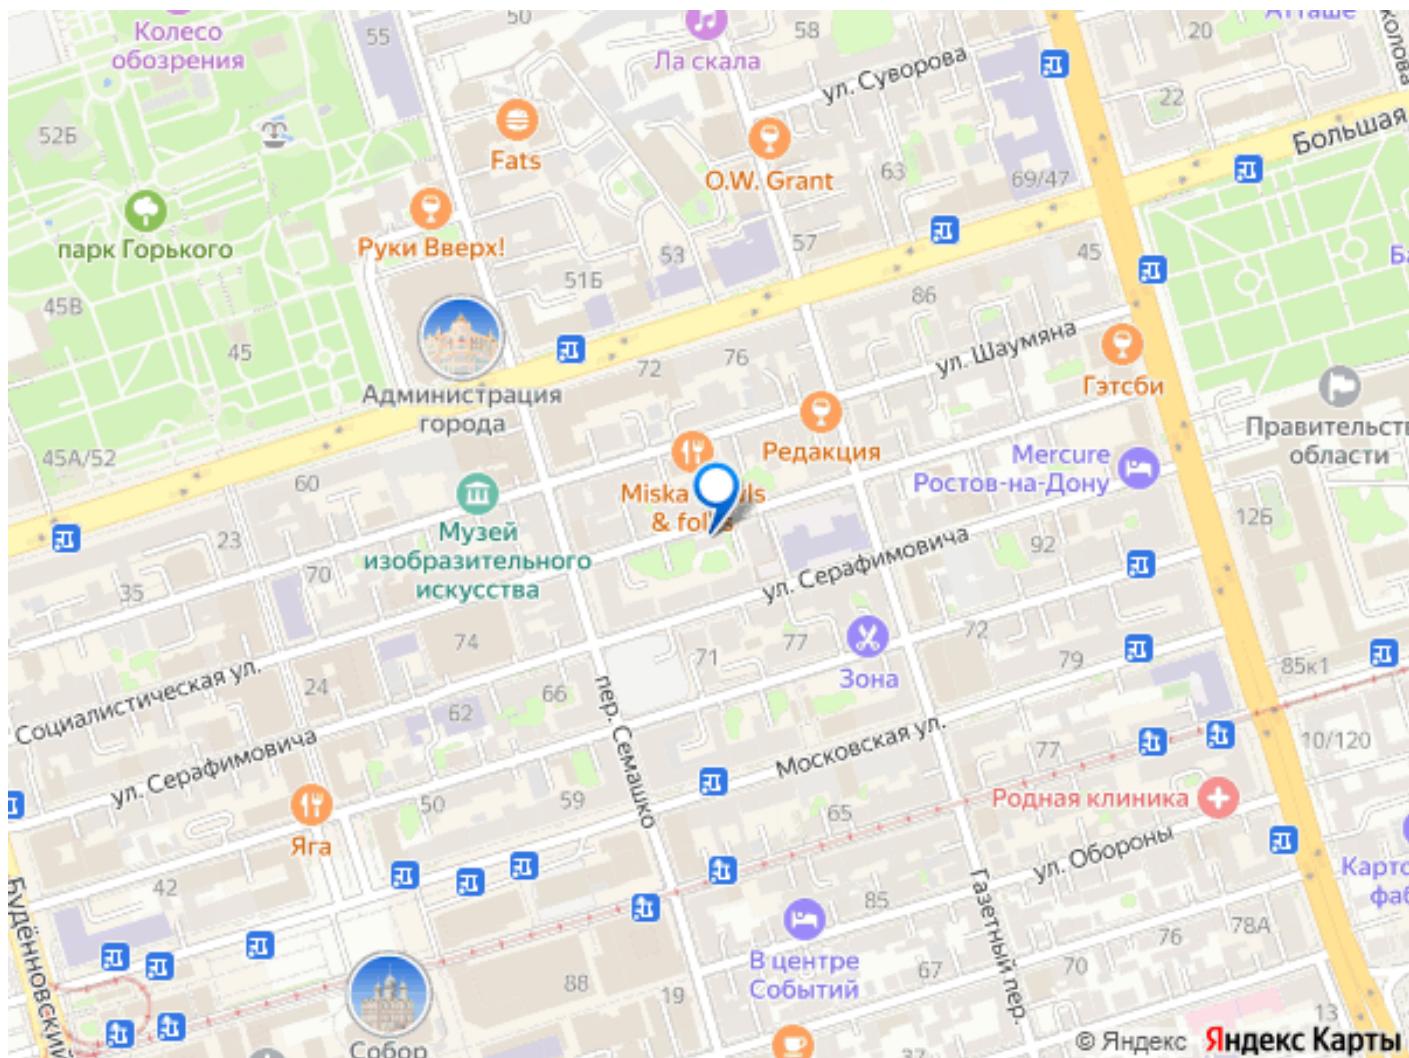 50
Колесо
обозрения
55
Ла скала
58
Атташе
20
ул. Суворова
22
52Б
Fats
O.W. Grant
63
69/47
Большая
парк Горького
Руки Вверх!
57
53
51Б
45
86
45В
45
Администрация
города
72
76
ул. Шаумяна
Гэтсби
Редакция
Правительств
области
45А/52
60
Mercure
Ростов-на-Дону
Miska
& fol
Музей
изобразительного
искусства
23
70
35
92
12Б
ул. Серафимовича
74
71
77
72
79
Зона
85к1
Социалистическая ул.
24
66
62
пер. Семашко
ул. Серафимовича
Московская ул.
77
10/120
Родная клиника
50
59
65
Яга
ул. Обороны
42
85
Газетный пер.
78А
76
В центре
Событий
67
70
Будённовский
88
19
13
Собор
37
© Яндекс Яндекс Карты